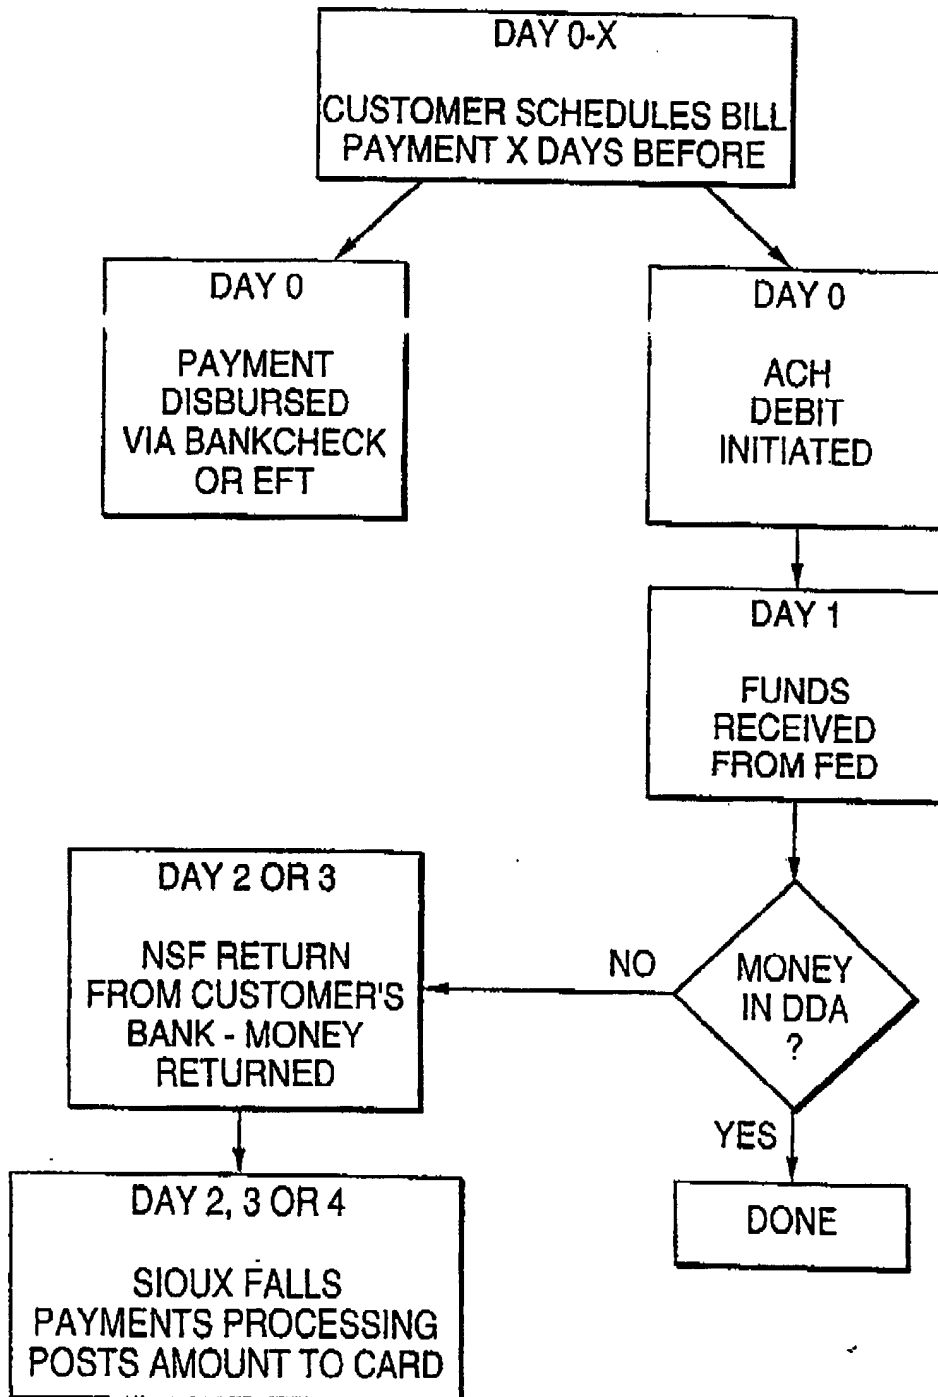 DAY 0-X
CUSTOMER SCHEDULES BILL
PAYMENT X DAYS BEFORE
DAY 0
PAYMENT
DISBURSED
VIA BANKCHECK
OR EFT
DAY 0
ACH
DEBIT
INITIATED
DAY 1
FUNDS
RECEIVED
FROM FED
MONEY
IN DDA
?
NO
YES
DAY 2 OR 3
NSF RETURN
FROM CUSTOMER'S
BANK - MONEY
RETURNED
DONE
DAY 2, 3 OR 4
SIOUX FALLS
PAYMENTS PROCESSING
POSTS AMOUNT TO CARD